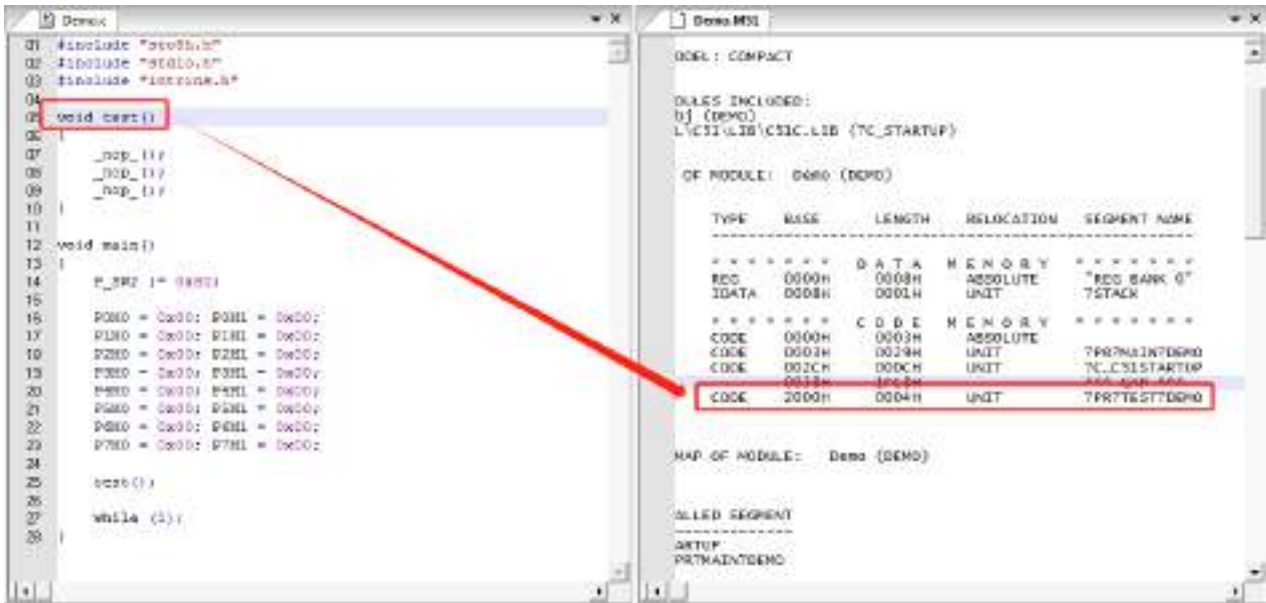 Demo.c
01 #include "stc8h.h"
02 #include "stdio.h"
03 #include "intrins.h"
04
05 void test()
06 {
07 _nop_();
08 _nop_();
09 _nop_();
10 }
11
12 void main()
13 {
14 P_SW2 |= 0x80;
15
16 P0M0 = 0x00; P0M1 = 0x00;
17 P1M0 = 0x00; P1M1 = 0x00;
18 P2M0 = 0x00; P2M1 = 0x00;
19 P3M0 = 0x00; P3M1 = 0x00;
20 P4M0 = 0x00; P4M1 = 0x00;
21 P5M0 = 0x00; P5M1 = 0x00;
22 P6M0 = 0x00; P6M1 = 0x00;
23 P7M0 = 0x00; P7M1 = 0x00;
24
25 test();
26
27 while (1);
28 }
Demo.M51
ODEL: COMPACT
DULES INCLUDED:
bj (DEMO)
L\C51\LIB\C51C.LIB (?C_STARTUP)
OF MODULE: Demo (DEMO)
TYPE BASE LENGTH RELOCATION SEGMENT NAME
-----------------------------------------------------
* * * * * * * D A T A M E M O R Y * * * * * * *
REG 0000H 0008H ABSOLUTE "REG BANK 0"
IDATA 0008H 0001H UNIT ?STACK
* * * * * * * C O D E M E M O R Y * * * * * * *
CODE 0000H 0003H ABSOLUTE
CODE 0003H 0029H UNIT ?PR?MAIN?DEMO
CODE 002CH 000CH UNIT ?C_C51STARTUP
0038H 1FC8H *** GAP ***
CODE 2000H 0004H UNIT ?PR?TEST?DEMO
MAP OF MODULE: Demo (DEMO)
ALLED SEGMENT
--------------
ARTUP
PR?MAIN?DEMO